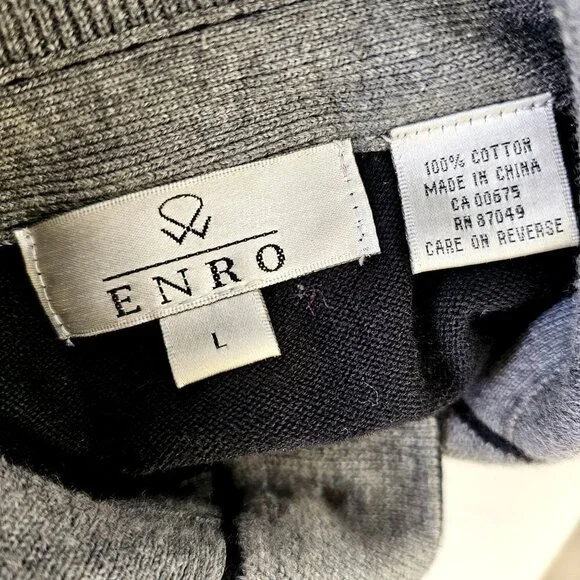 ENRO
L
100% COTTON
MADE IN CHINA
CA 00675
RN 87049
CARE ON REVERSE